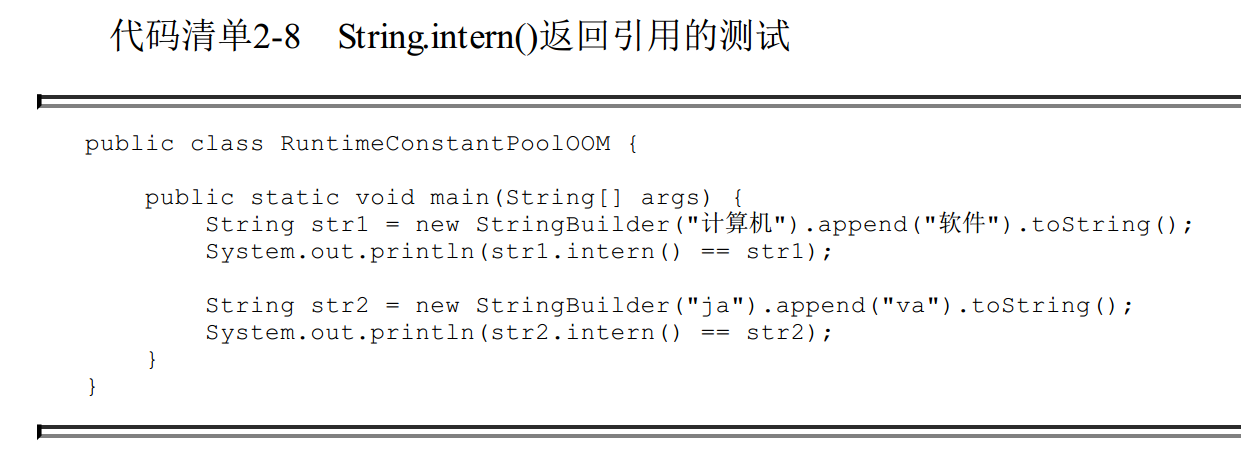 代码清单2-8 String.intern()返回引用的测试
public class RuntimeConstantPoolOOM {
public static void main(String[] args) {
String str1 = new StringBuilder("计算机").append("软件").toString();
System.out.println(str1.intern() == str1);
String str2 = new StringBuilder("ja").append("va").toString();
System.out.println(str2.intern() == str2);
}
}